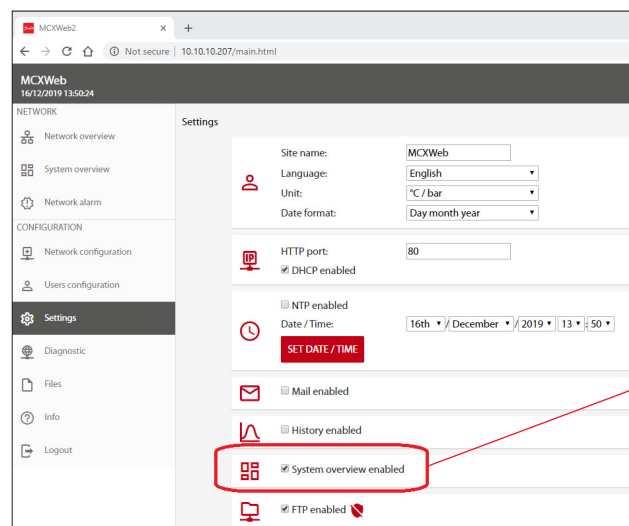 MCXWeb2 × +
Not secure | 10.10.10.207/main.html
MCXWeb
16/12/2019 13:50:24
NETWORK
Network overview
System overview
Network alarm
CONFIGURATION
Network configuration
Users configuration
Settings
Diagnostic
Files
Info
Logout
Settings
Site name: MCXWeb
Language: English
Unit: °C / bar
Date format: Day month year
IP
HTTP port: 80
DHCP enabled
NTP enabled
Date / Time: 16th / December / 2019 13 : 50
SET DATE / TIME
Mail enabled
History enabled
System overview enabled
FTP enabled